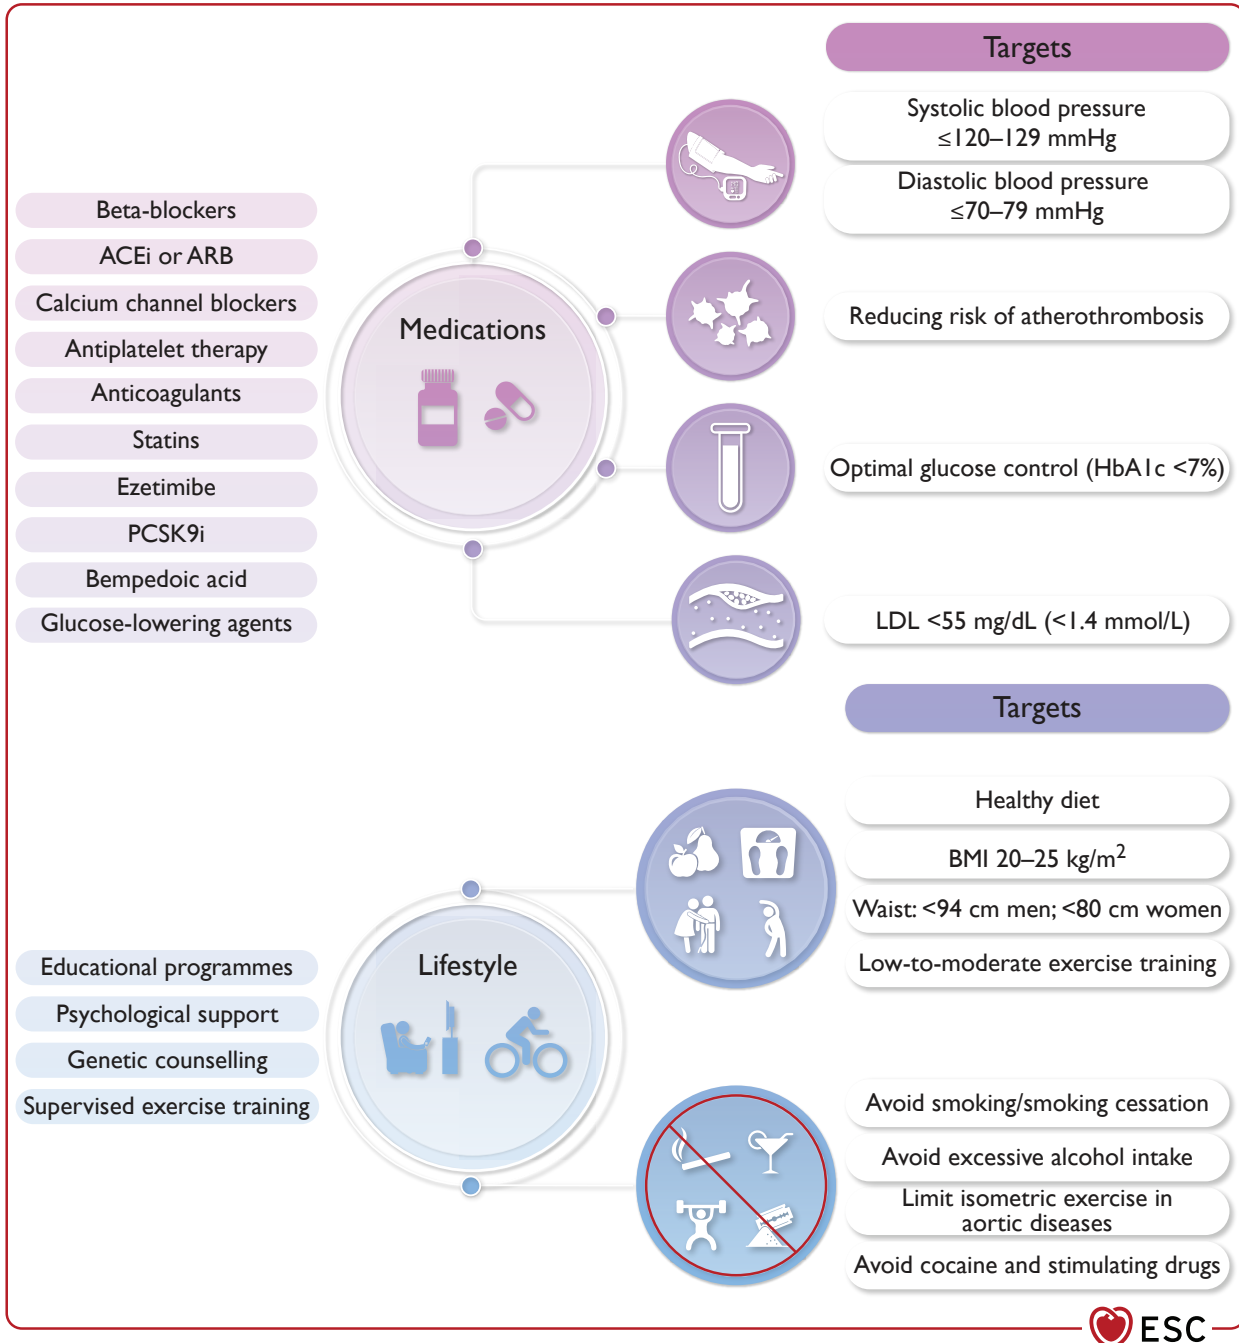 Targets
Systolic blood pressure
≤120–129 mmHg
Diastolic blood pressure
≤70–79 mmHg
Beta-blockers
ACEi or ARB
Calcium channel blockers
Antiplatelet therapy
Anticoagulants
Statins
Ezetimibe
PCSK9i
Bempedoic acid
Glucose-lowering agents
Medications
Reducing risk of atherothrombosis
Optimal glucose control (HbA1c <7%)
LDL <55 mg/dL (<1.4 mmol/L)
Targets
Healthy diet
BMI 20–25 kg/m²
Waist: <94 cm men; <80 cm women
Low-to-moderate exercise training
Educational programmes
Psychological support
Genetic counselling
Supervised exercise training
Lifestyle
Avoid smoking/smoking cessation
Avoid excessive alcohol intake
Limit isometric exercise in
aortic diseases
Avoid cocaine and stimulating drugs
ESC